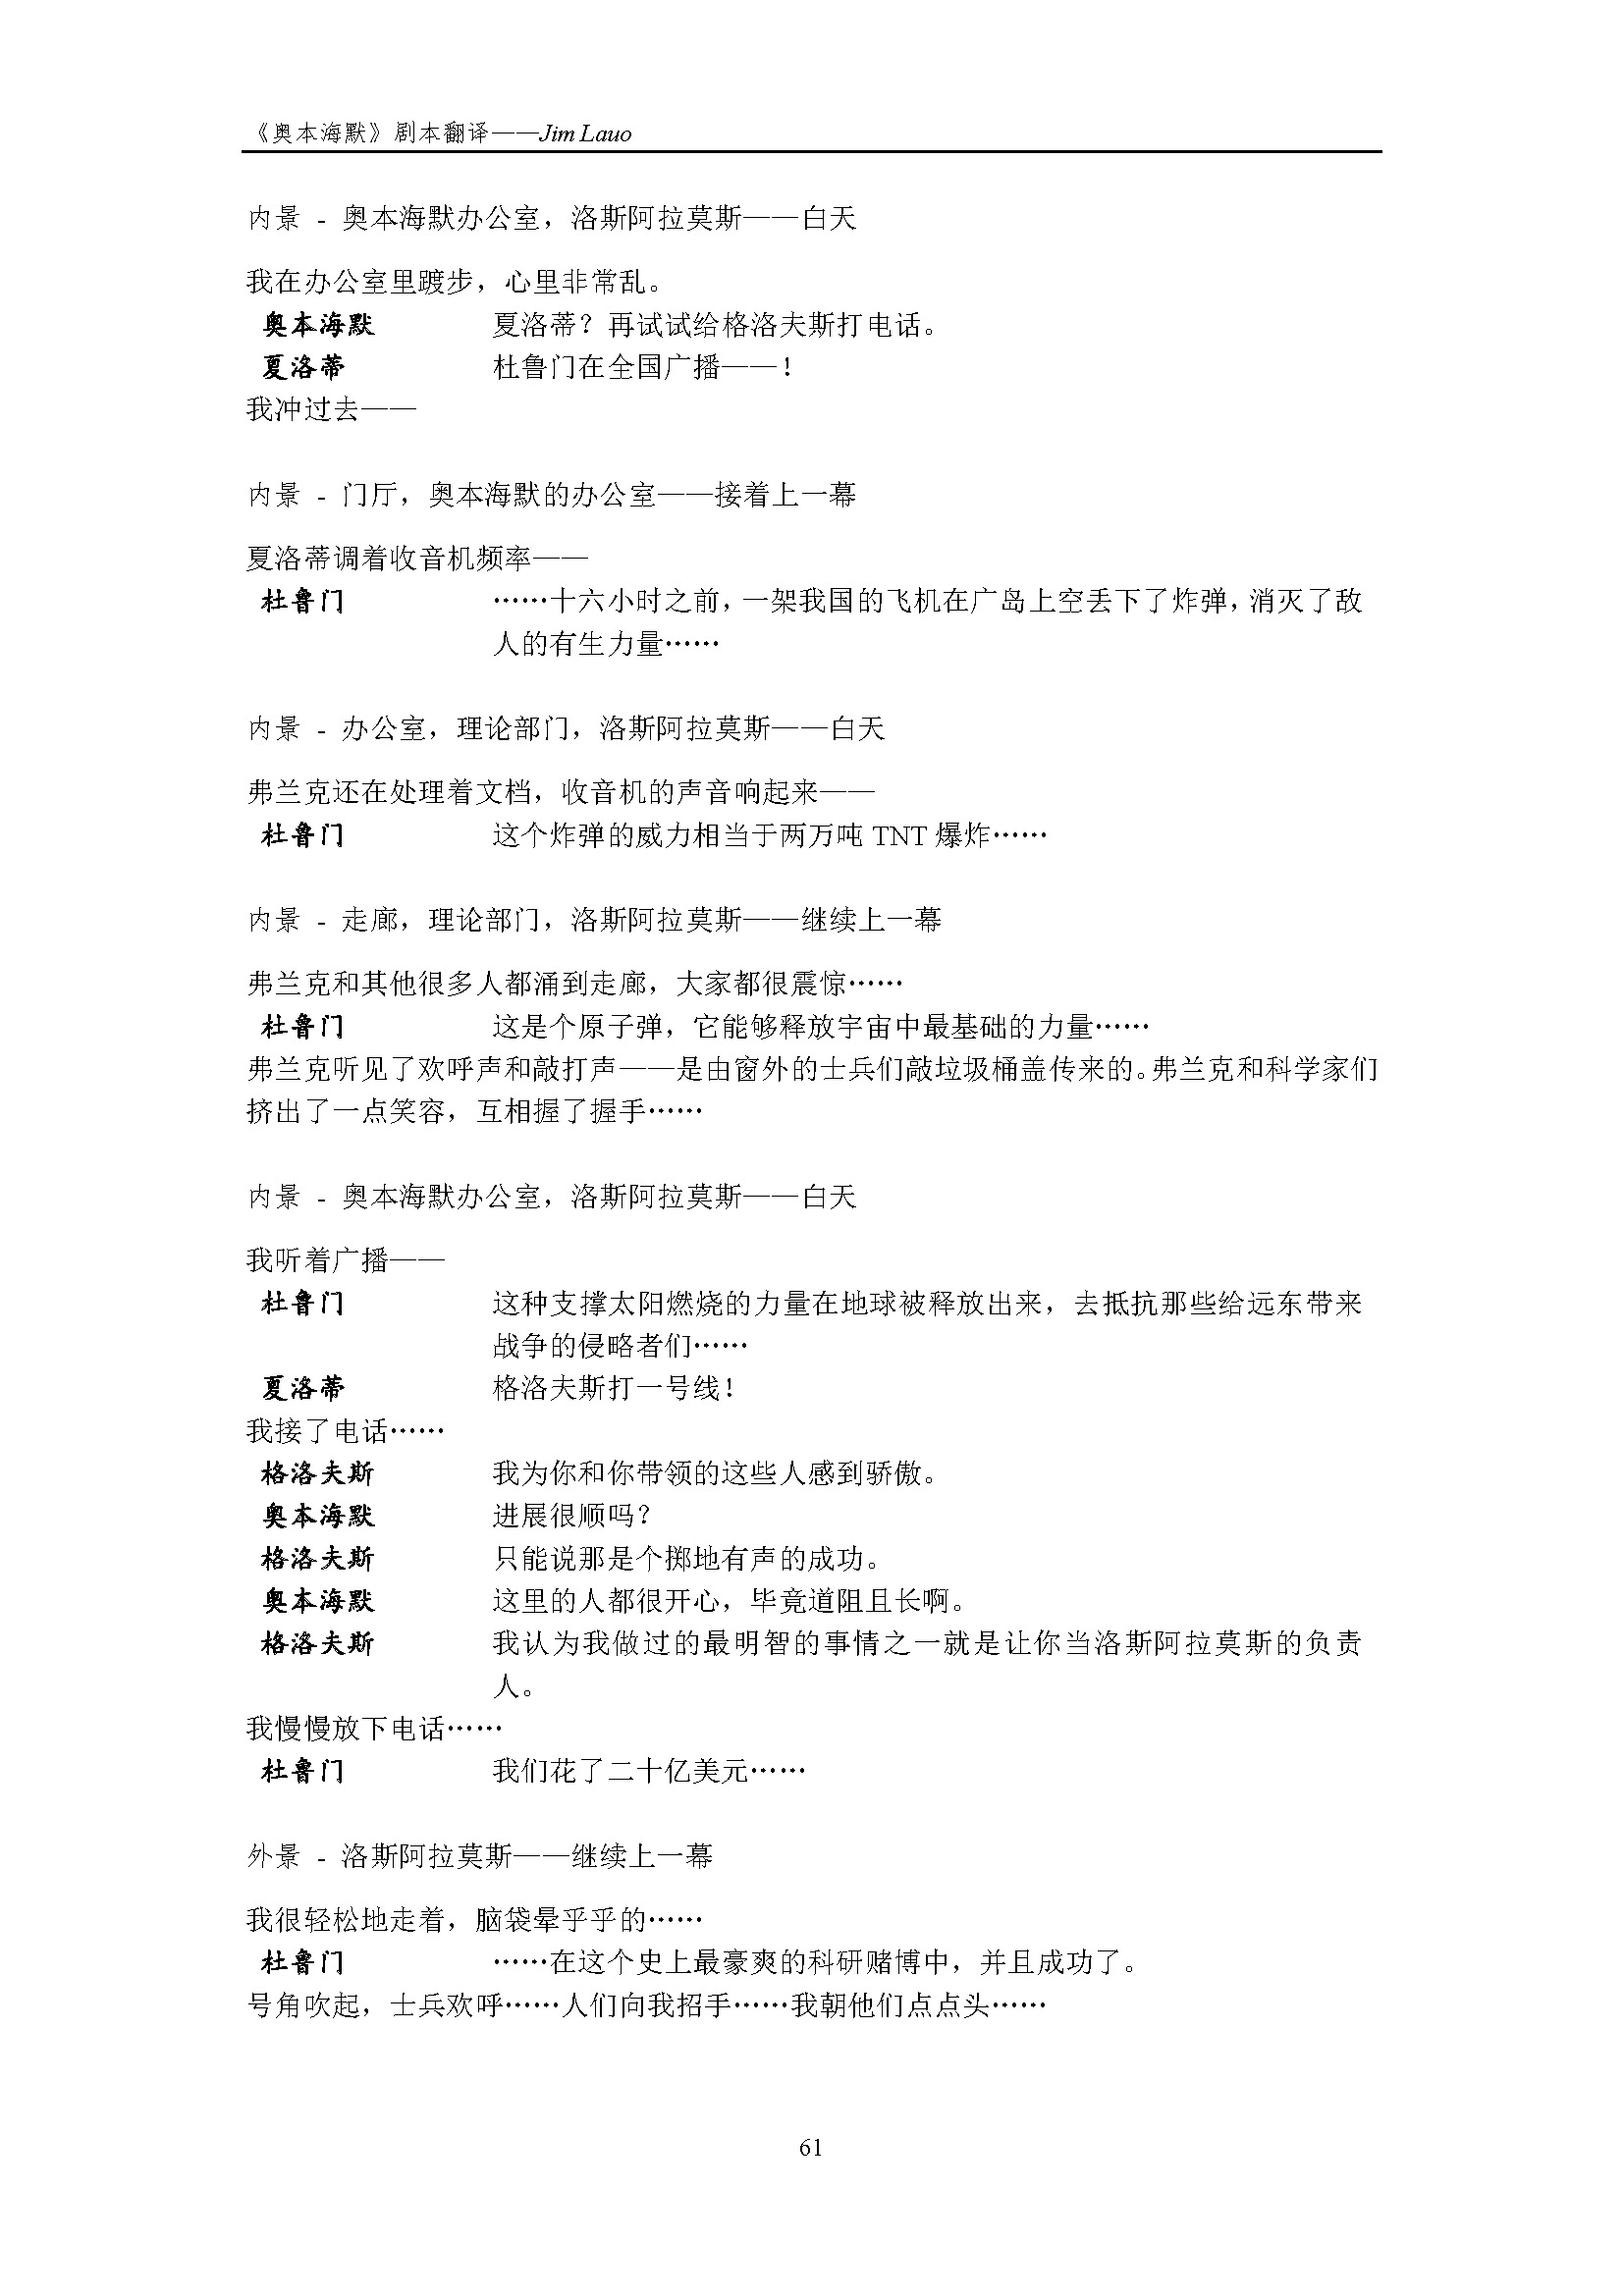 《奥本海默》剧本翻译——Jim Lauo
内景 - 奥本海默办公室，洛斯阿拉莫斯——白天
我在办公室里踱步，心里非常乱。
奥本海默 夏洛蒂？再试试给格洛夫斯打电话。
夏洛蒂 杜鲁门在全国广播——！
我冲过去——
内景 - 门厅，奥本海默的办公室——接着上一幕
夏洛蒂调着收音机频率——
杜鲁门 ……十六小时之前，一架我国的飞机在广岛上空丢下了炸弹，消灭了敌
人的有生力量……
内景 - 办公室，理论部门，洛斯阿拉莫斯——白天
弗兰克还在处理着文档，收音机的声音响起来——
杜鲁门 这个炸弹的威力相当于两万吨 TNT 爆炸……
内景 - 走廊，理论部门，洛斯阿拉莫斯——继续上一幕
弗兰克和其他很多人都涌到走廊，大家都很震惊……
杜鲁门 这是个原子弹，它能够释放宇宙中最基础的力量……
弗兰克听见了欢呼声和敲打声——是由窗外的士兵们敲垃圾桶盖传来的。弗兰克和科学家们
挤出了一点笑容，互相握了握手……
内景 - 奥本海默办公室，洛斯阿拉莫斯——白天
我听着广播——
杜鲁门 这种支撑太阳燃烧的力量在地球被释放出来，去抵抗那些给远东带来
战争的侵略者们……
夏洛蒂 格洛夫斯打一号线！
我接了电话……
格洛夫斯 我为你和你带领的这些人感到骄傲。
奥本海默 进展很顺吗？
格洛夫斯 只能说那是个掷地有声的成功。
奥本海默 这里的人都很开心，毕竟道阻且长啊。
格洛夫斯 我认为我做过的最明智的事情之一就是让你当洛斯阿拉莫斯的负责
人。
我慢慢放下电话……
杜鲁门 我们花了二十亿美元……
外景 - 洛斯阿拉莫斯——继续上一幕
我很轻松地走着，脑袋晕乎乎的……
杜鲁门 ……在这个史上最豪爽的科研赌博中，并且成功了。
号角吹起，士兵欢呼……人们向我招手……我朝他们点点头……
61